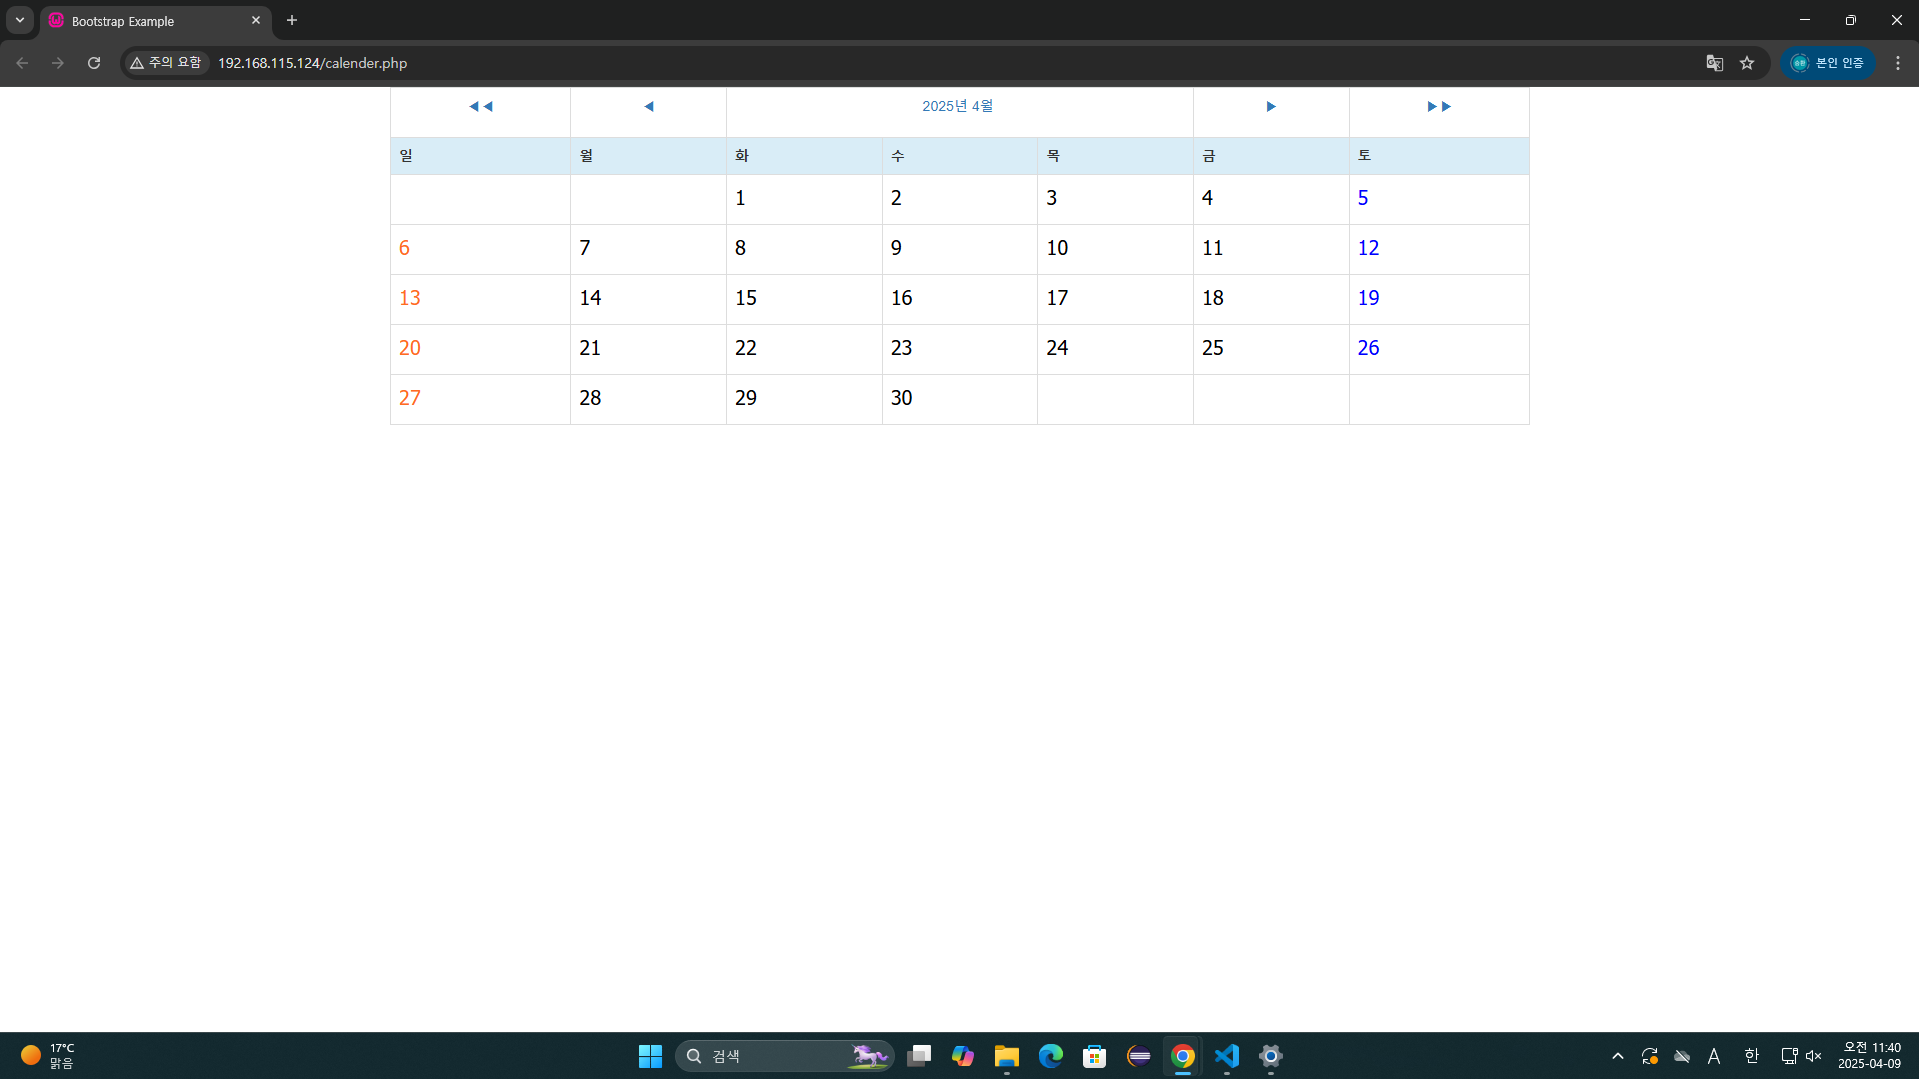 Bootstrap Example
주의 요함 192.168.115.124/calender.php 본인 인증
◀◀ ◀ 2025년 4월 ▶ ▶▶
일 월 화 수 목 금 토
1 2 3 4 5
6 7 8 9 10 11 12
13 14 15 16 17 18 19
20 21 22 23 24 25 26
27 28 29 30
17°C
맑음
검색
A 한
오전 11:40
2025-04-09